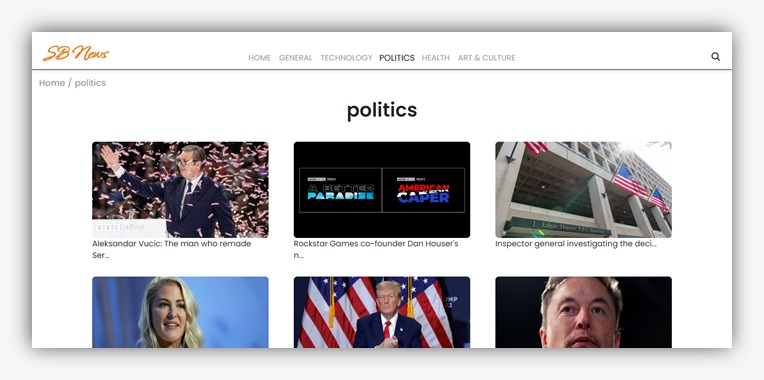 SB News
HOME GENERAL TECHNOLOGY POLITICS HEALTH ART & CULTURE
Home / politics
politics
BBC NEWS
A BETTER PARADISE
AMERICAN CAPER
J. Edgar Hoover F.B.I. Building
Aleksandar Vucic: The man who remade
Ser...
Rockstar Games co-founder Dan Houser's
n...
Inspector general investigating the deci...